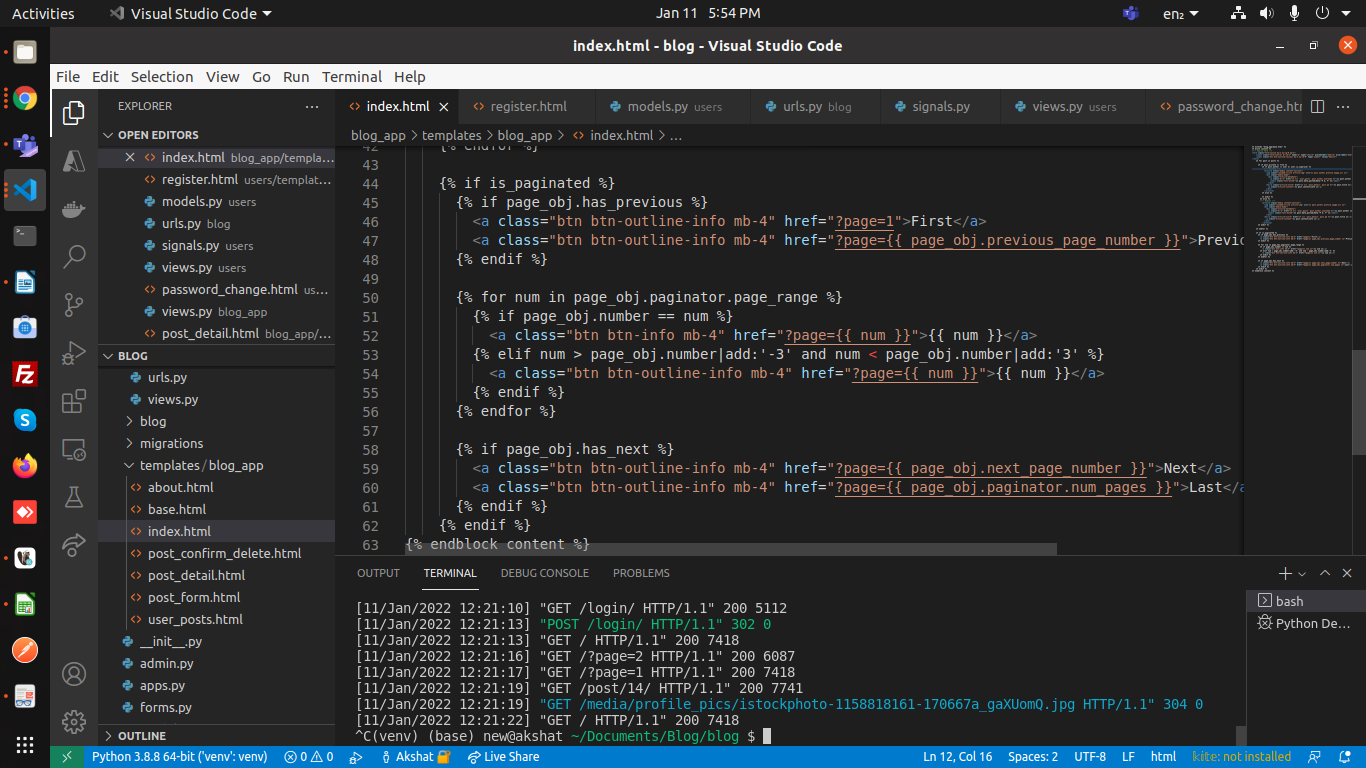 Activities
Visual Studio Code
Jan 11 5:54 PM
en₂
index.html - blog - Visual Studio Code
File Edit Selection View Go Run Terminal Help
EXPLORER
index.html
register.html
models.py users
urls.py blog
signals.py
views.py users
password_change.htm
blog_app > templates > blog_app > index.html > ...
OPEN EDITORS
index.html blog_app/templa...
register.html users/templat...
models.py users
urls.py blog
signals.py users
views.py users
password_change.html us...
views.py blog_app
post_detail.html blog_app/...
BLOG
urls.py
views.py
blog
migrations
templates/blog_app
about.html
base.html
index.html
post_confirm_delete.html
post_detail.html
post_form.html
user_posts.html
__init__.py
admin.py
apps.py
forms.py
OUTLINE
42 {% endfor %}
43
44 {% if is_paginated %}
45 {% if page_obj.has_previous %}
46 <a class="btn btn-outline-info mb-4" href="?page=1">First</a>
47 <a class="btn btn-outline-info mb-4" href="?page={{ page_obj.previous_page_number }}">Previo
48 {% endif %}
49
50 {% for num in page_obj.paginator.page_range %}
51 {% if page_obj.number == num %}
52 <a class="btn btn-info mb-4" href="?page={{ num }}">{{ num }}</a>
53 {% elif num > page_obj.number|add:'-3' and num < page_obj.number|add:'3' %}
54 <a class="btn btn-outline-info mb-4" href="?page={{ num }}">{{ num }}</a>
55 {% endif %}
56 {% endfor %}
57
58 {% if page_obj.has_next %}
59 <a class="btn btn-outline-info mb-4" href="?page={{ page_obj.next_page_number }}">Next</a>
60 <a class="btn btn-outline-info mb-4" href="?page={{ page_obj.paginator.num_pages }}">Last</a
61 {% endif %}
62 {% endif %}
63 {% endblock content %}
OUTPUT TERMINAL DEBUG CONSOLE PROBLEMS
[11/Jan/2022 12:21:10] "GET /login/ HTTP/1.1" 200 5112
[11/Jan/2022 12:21:13] "POST /login/ HTTP/1.1" 302 0
[11/Jan/2022 12:21:13] "GET / HTTP/1.1" 200 7418
[11/Jan/2022 12:21:16] "GET /?page=2 HTTP/1.1" 200 6087
[11/Jan/2022 12:21:17] "GET /?page=1 HTTP/1.1" 200 7418
[11/Jan/2022 12:21:19] "GET /post/14/ HTTP/1.1" 200 7741
[11/Jan/2022 12:21:19] "GET /media/profile_pics/istockphoto-1158818161-170667a_gaXUomQ.jpg HTTP/1.1" 304 0
[11/Jan/2022 12:21:22] "GET / HTTP/1.1" 200 7418
^C(venv) (base) new@akshat ~/Documents/Blog/blog $
bash
Python De...
Python 3.8.8 64-bit ('venv': venv)
0 0
Akshat
Live Share
Ln 12, Col 16
Spaces: 2
UTF-8
LF
html
kite: not installed